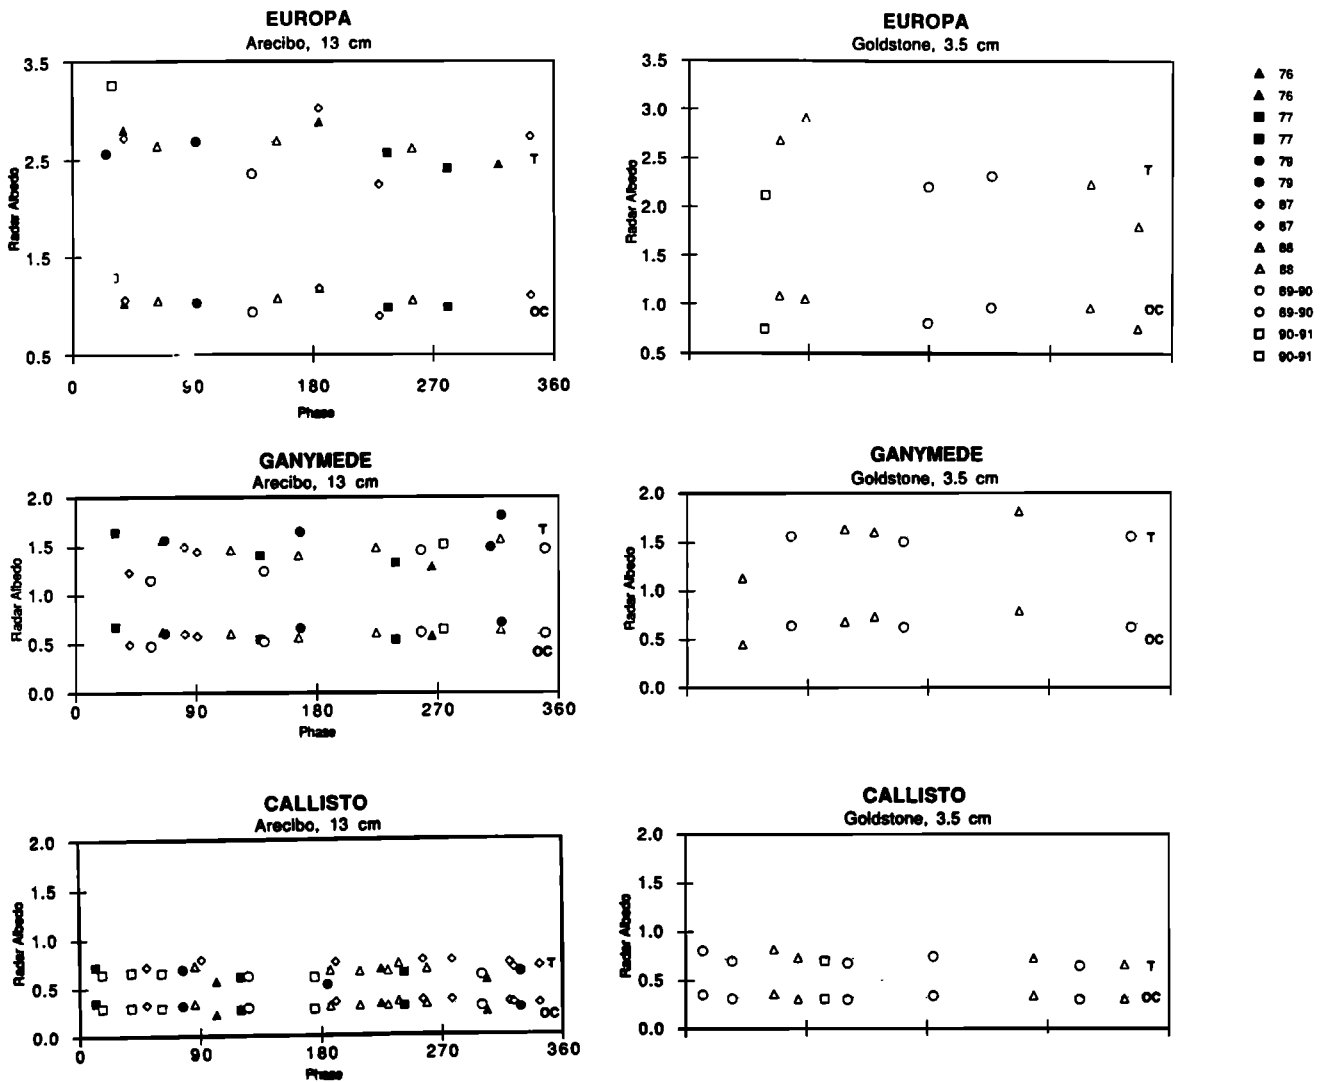 EUROPA
Arecibo, 13 cm
3.5
2.5
1.5
0.5
Radar Albedo
T
OC
0
90
180
270
360
Phase
EUROPA
Goldstone, 3.5 cm
3.5
3.0
2.5
2.0
1.5
1.0
0.5
Radar Albedo
T
OC
76
76
77
77
79
79
87
87
88
88
89-90
89-90
90-91
90-91
GANYMEDE
Arecibo, 13 cm
2.0
1.5
1.0
0.5
0.0
Radar Albedo
T
OC
0
90
180
270
360
Phase
GANYMEDE
Goldstone, 3.5 cm
2.0
1.5
1.0
0.5
0.0
Radar Albedo
T
OC
CALLISTO
Arecibo, 13 cm
2.0
1.5
1.0
0.5
0.0
Radar Albedo
T
OC
0
90
180
270
360
Phase
CALLISTO
Goldstone, 3.5 cm
2.0
1.5
1.0
0.5
0.0
Radar Albedo
T
OC